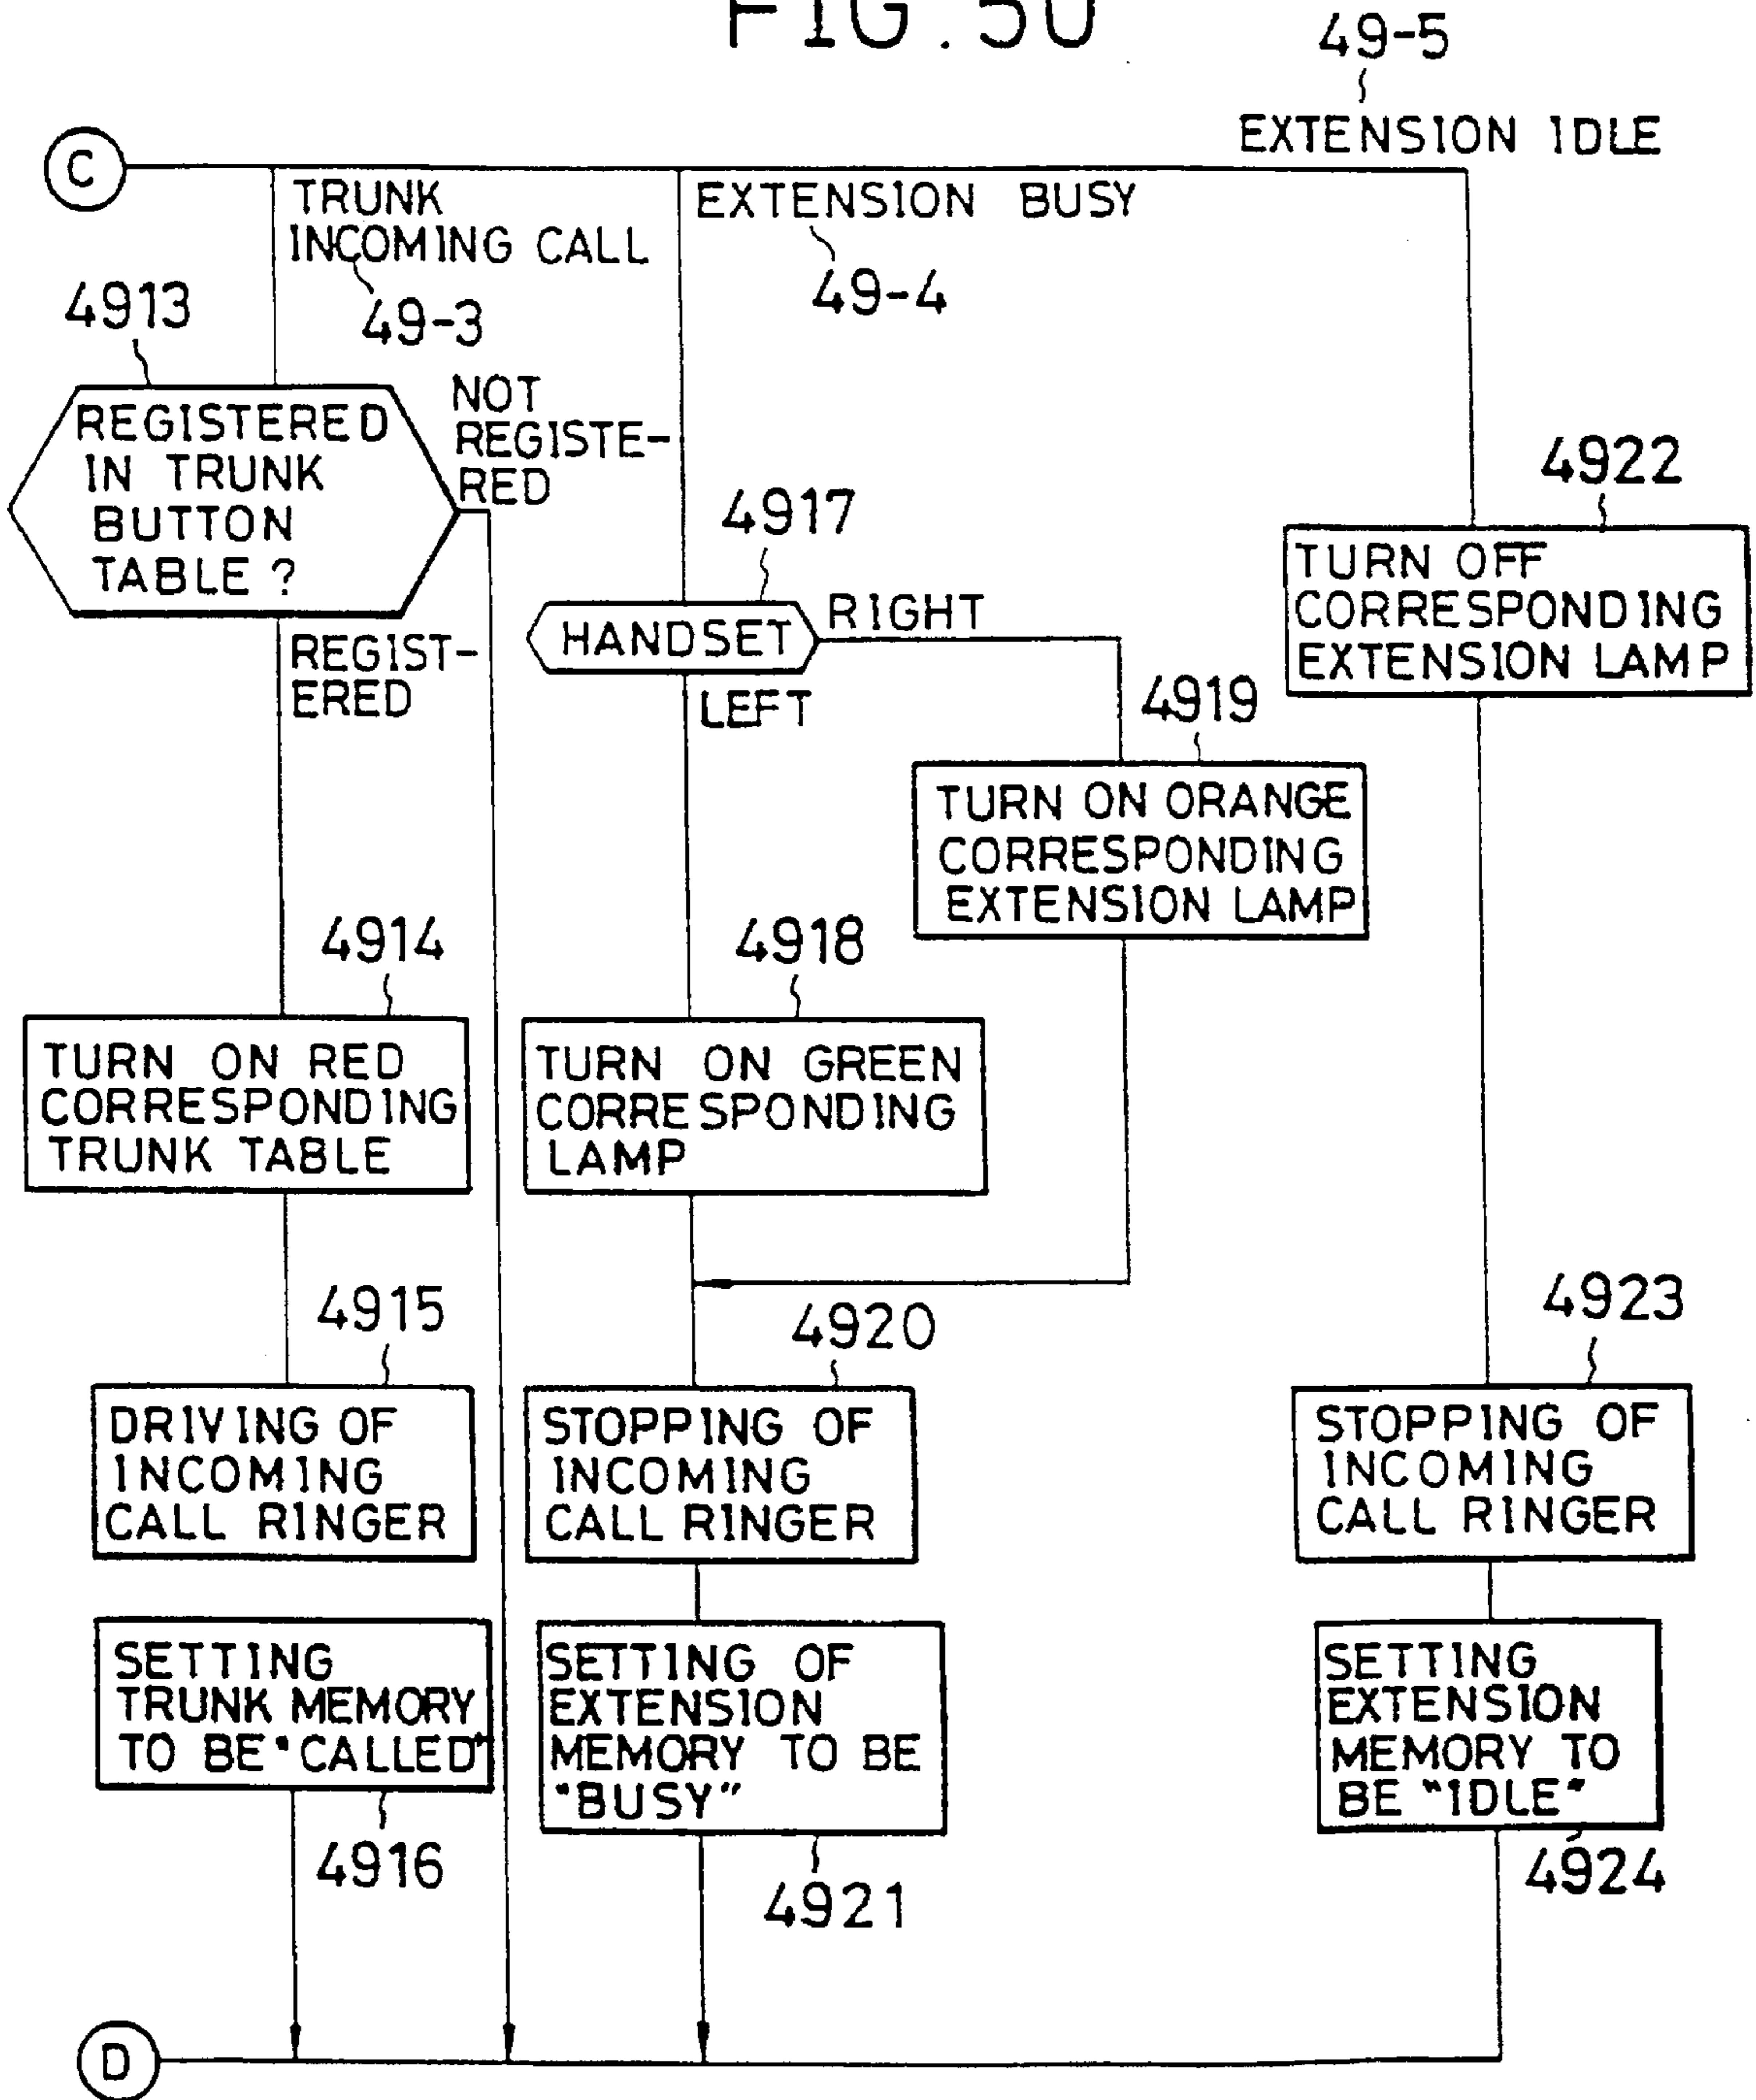 FIG. 50
49-5
EXTENSION IDLE
C
TRUNK
INCOMING CALL
49-3
EXTENSION BUSY
49-4
4913
REGISTERED
IN TRUNK
BUTTON
TABLE?
NOT
REGISTE-
RED
REGIST-
ERED
4917
HANDSET
RIGHT
LEFT
4922
TURN OFF
CORRESPONDING
EXTENSION LAMP
4919
TURN ON ORANGE
CORRESPONDING
EXTENSION LAMP
4914
TURN ON RED
CORRESPONDING
TRUNK TABLE
4918
TURN ON GREEN
CORRESPONDING
LAMP
4915
DRIVING OF
INCOMING
CALL RINGER
4920
STOPPING OF
INCOMING
CALL RINGER
4923
STOPPING OF
INCOMING
CALL RINGER
SETTING
TRUNK MEMORY
TO BE "CALLED"
4916
SETTING OF
EXTENSION
MEMORY TO BE
"BUSY"
4921
SETTING
EXTENSION
MEMORY TO
BE "IDLE"
4924
D